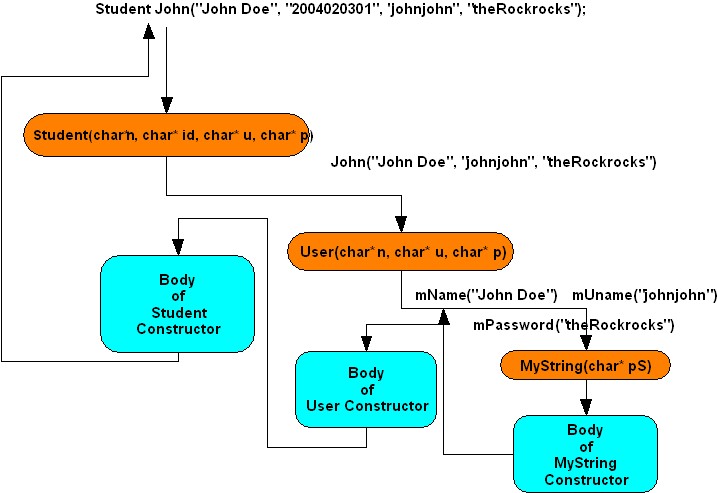 Student John("John Doe", "2004020301", 'johnjohn", "theRockrocks");
Student(char*n, char* id, char* u, char* p)
John("John Doe", 'johnjohn", "theRockrocks")
User(char* n, char* u, char* p)
Body
of
Student
Constructor
mName("John Doe") mUname("johnjohn")
mPassword("theRockrocks")
MyString(char* pS)
Body
of
User Constructor
Body
of
MyString
Constructor